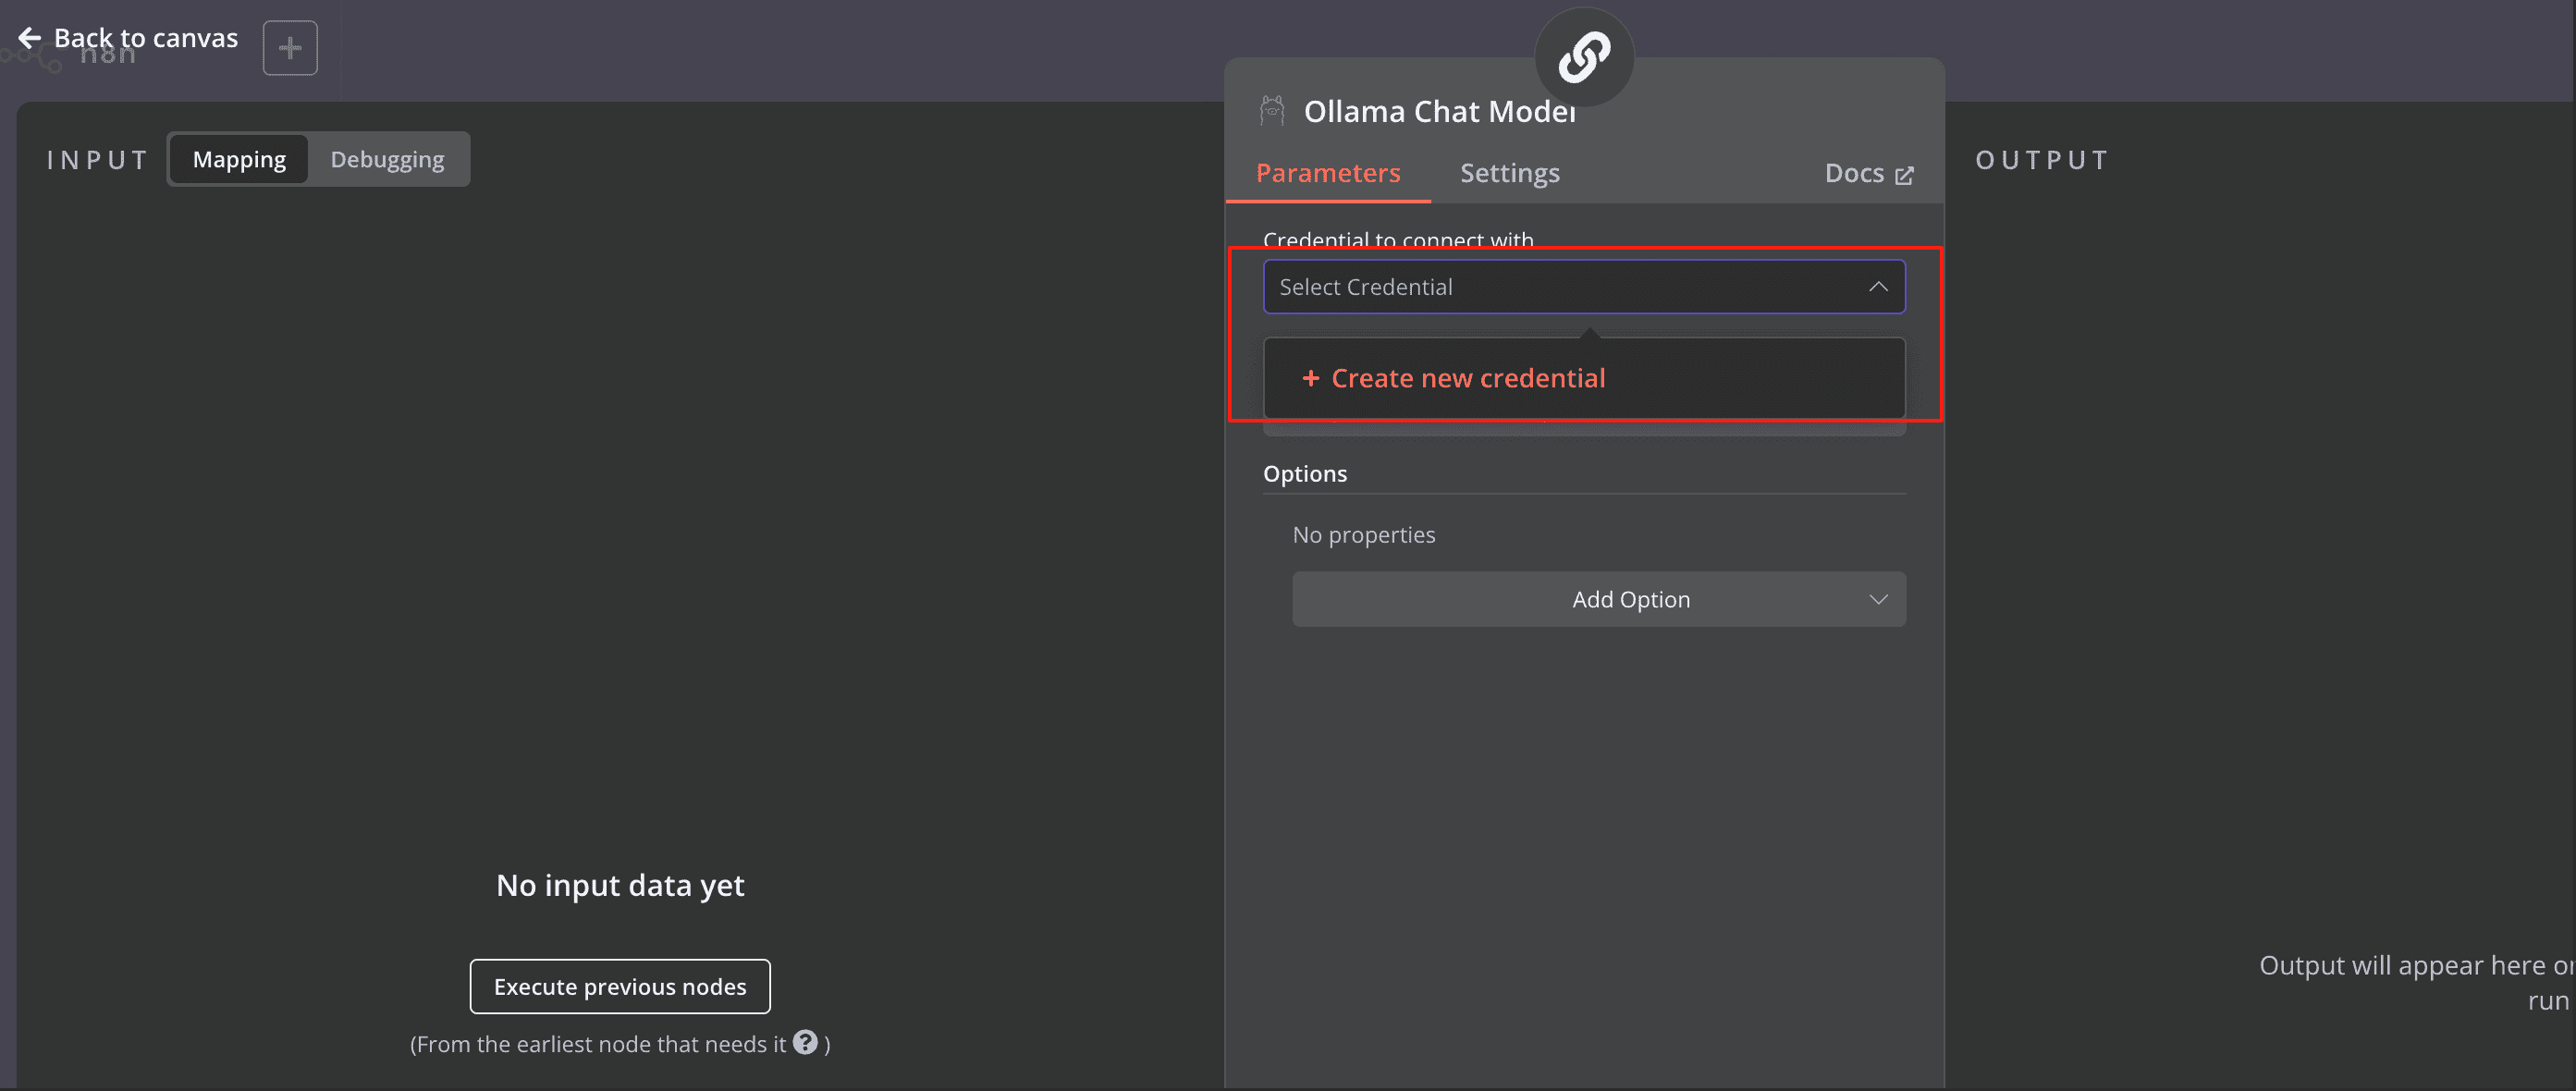 Back to canvas
n8n
INPUT
Mapping
Debugging
Ollama Chat Model
Parameters
Settings
Docs
Credential to connect with
Select Credential
+ Create new credential
Options
No properties
Add Option
No input data yet
Execute previous nodes
(From the earliest node that needs it ? )
OUTPUT
Output will appear here
run